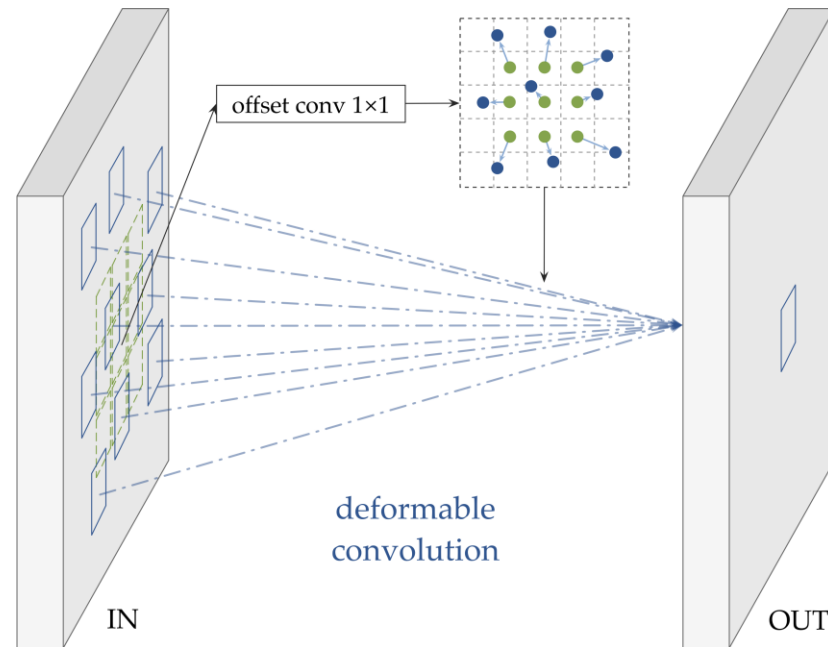 offset conv 1×1
deformable
convolution
IN
OUT